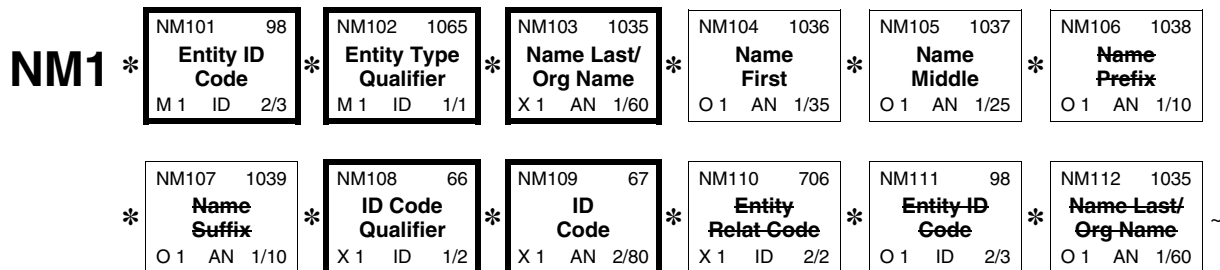 NM101 98 NM102 1065 NM103 1035 NM104 1036 NM105 1037 NM106 1038
NM1 * Entity ID Code * Entity Type Qualifier * Name Last/ Org Name * Name First * Name Middle * Name Prefix
M 1 ID 2/3 M 1 ID 1/1 X 1 AN 1/60 O 1 AN 1/35 O 1 AN 1/25 O 1 AN 1/10
NM107 1039 NM108 66 NM109 67 NM110 706 NM111 98 NM112 1035
* Name Suffix * ID Code Qualifier * ID Code * Entity Relat Code * Entity ID Code * Name Last/ Org Name ~
O 1 AN 1/10 X 1 ID 1/2 X 1 AN 2/80 X 1 ID 2/2 O 1 ID 2/3 O 1 AN 1/60